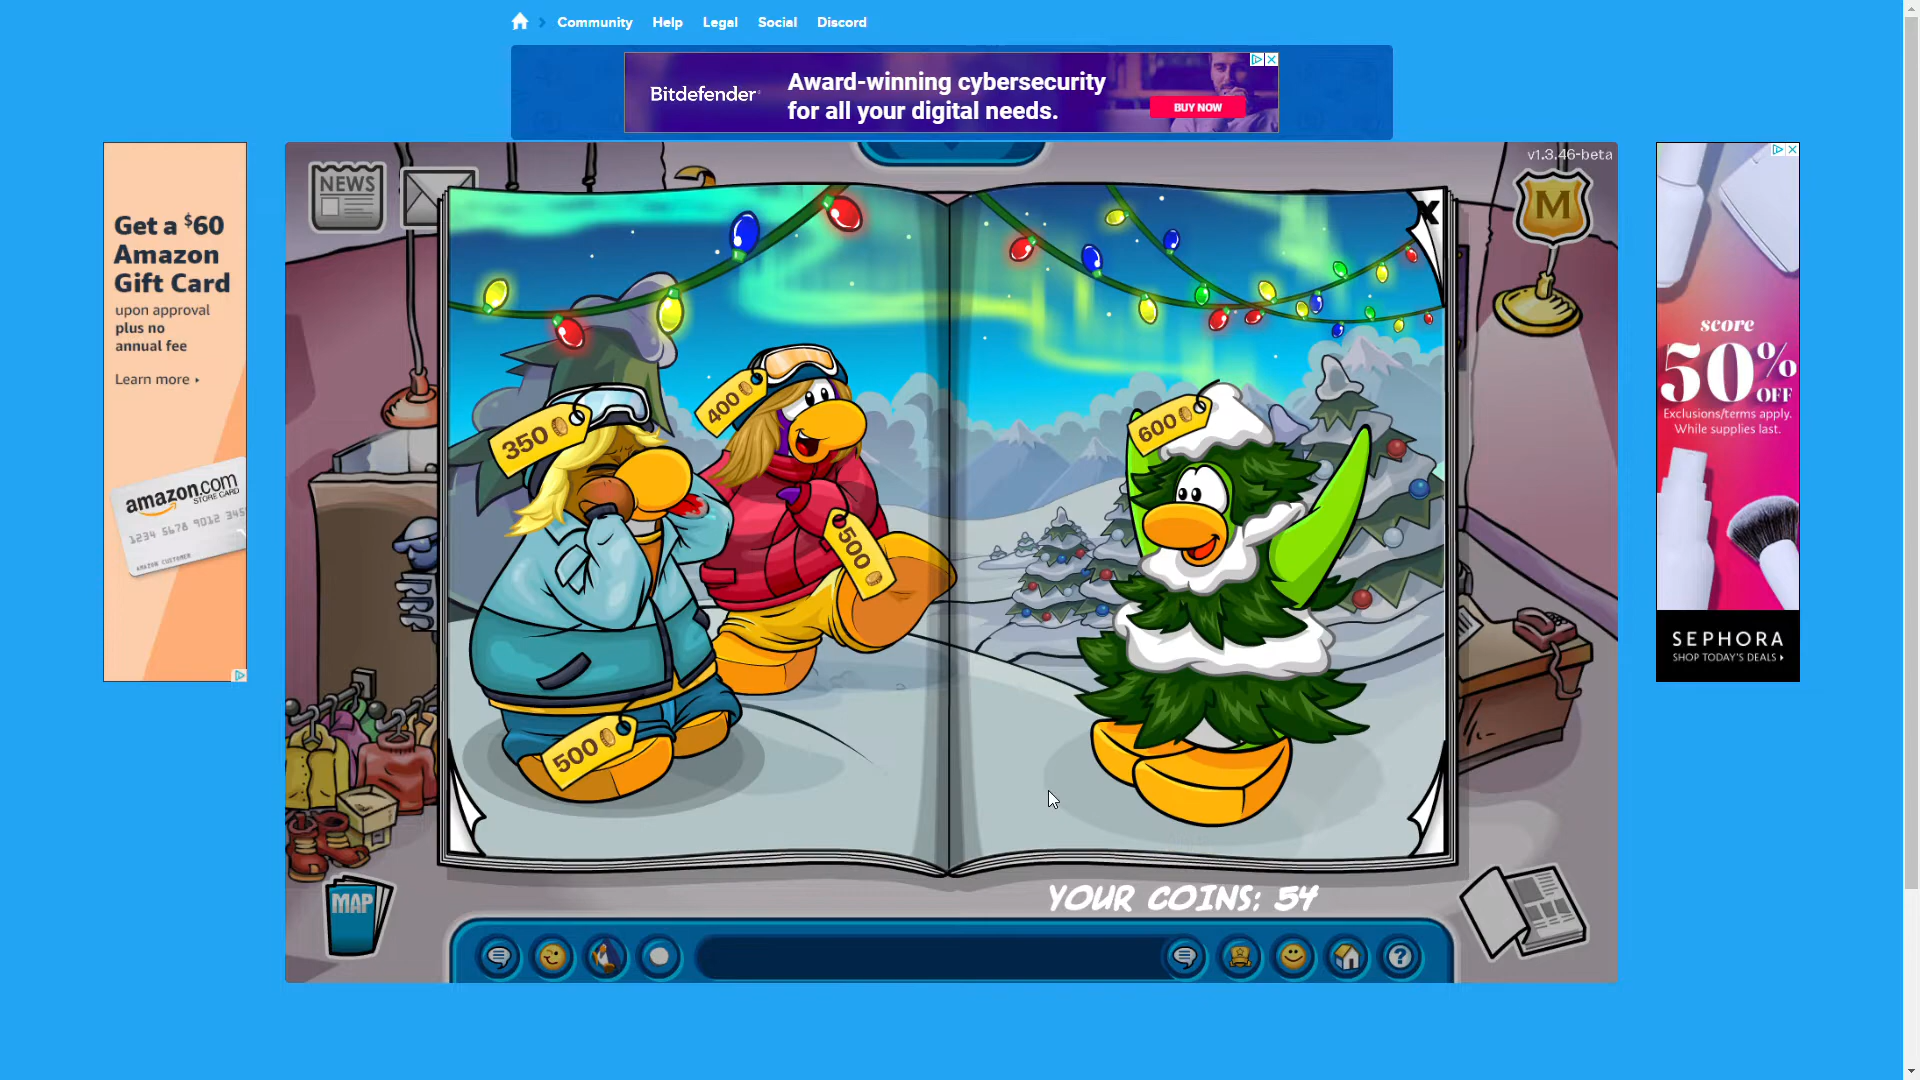 Community Help Legal Social Discord
Bitdefender
Award-winning cybersecurity
for all your digital needs.
BUY NOW
Get a $60
Amazon
Gift Card
upon approval
plus no
annual fee
Learn more
amazon.com
STORE CARD
1234 5678 9012 345
AMAZON CUSTOMER
NEWS
v1.3.46-beta
M
X
350
400
500
500
600
MAP
YOUR COINS: 54
?
score
50% OFF
Exclusions/terms apply.
While supplies last.
SEPHORA
SHOP TODAY'S DEALS